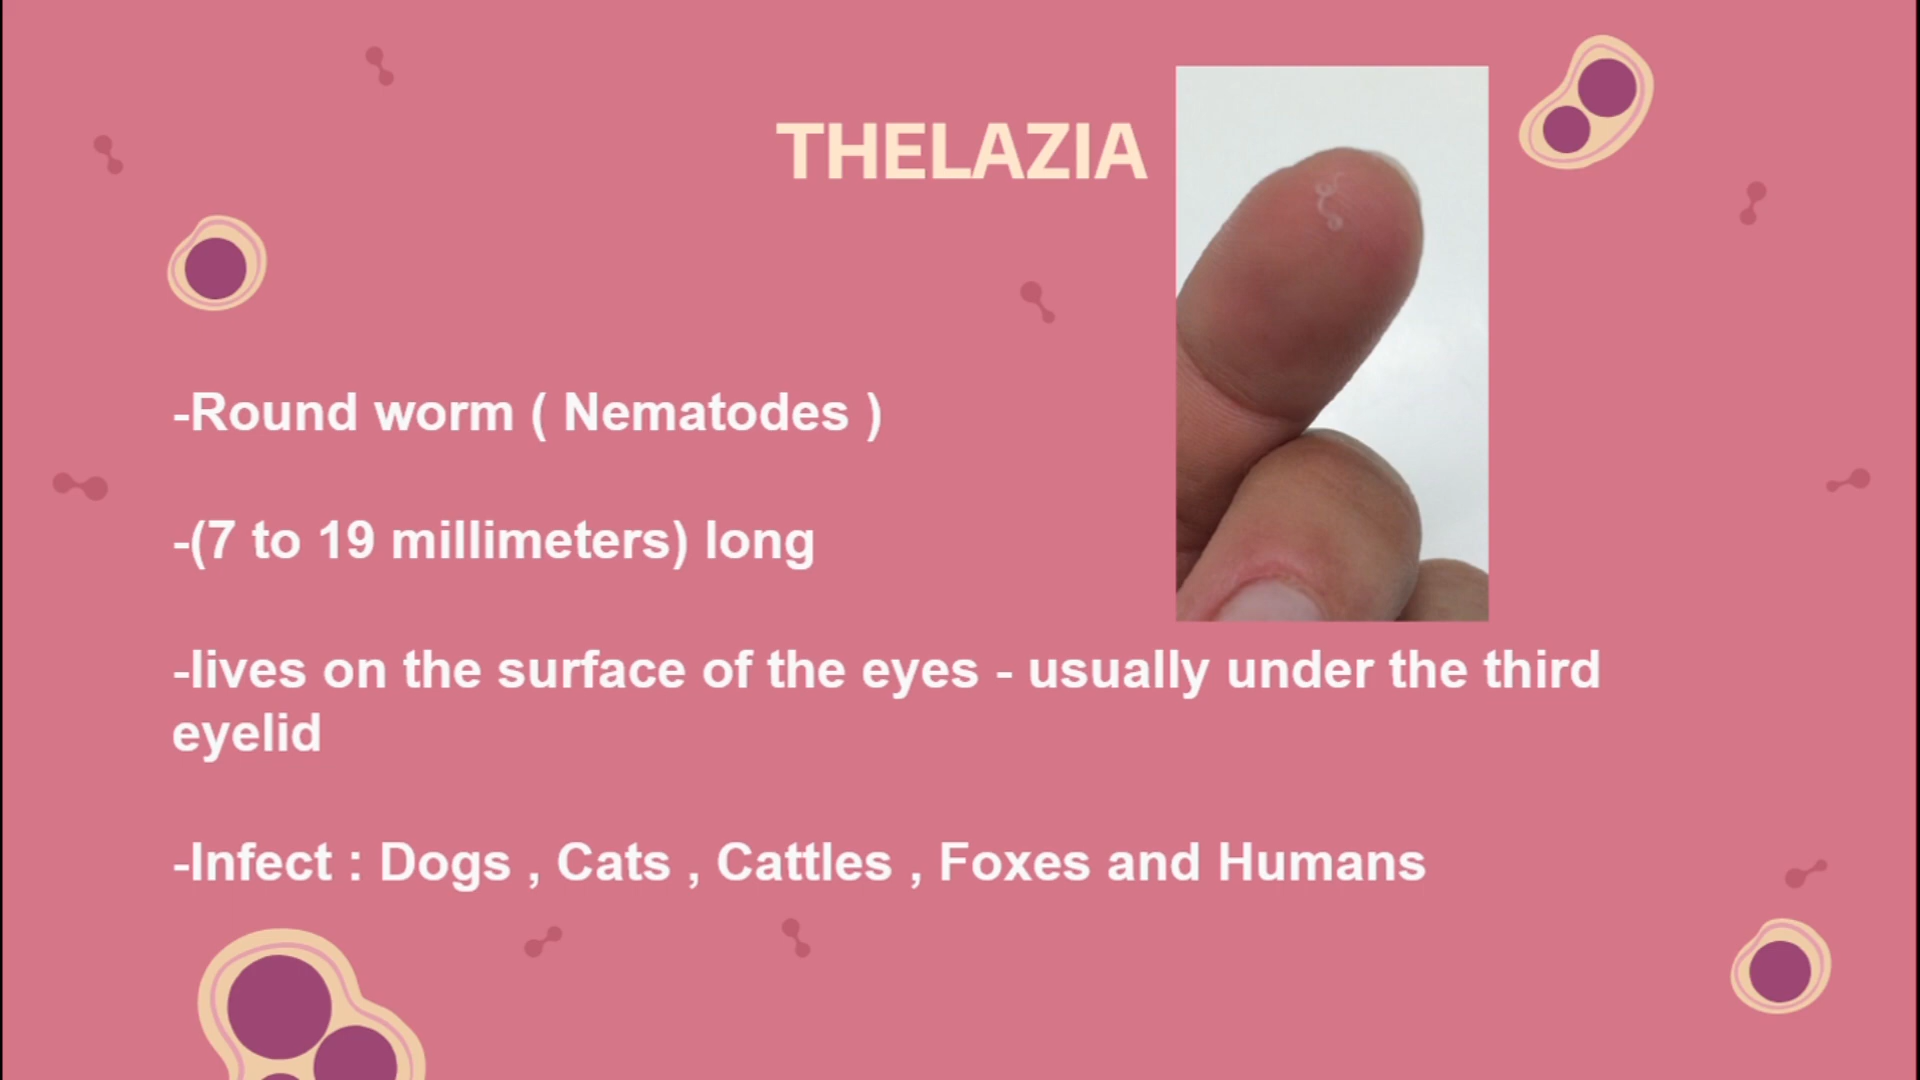 THELAZIA
-Round worm ( Nematodes )
-(7 to 19 millimeters) long
-lives on the surface of the eyes - usually under the third
eyelid
-Infect : Dogs , Cats , Cattles , Foxes and Humans